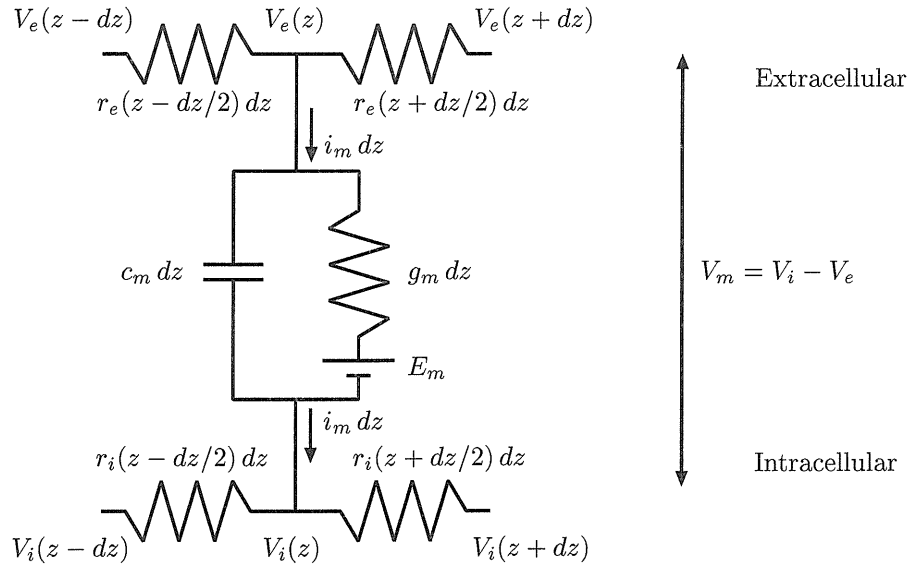 V_e(z − dz) V_e(z) V_e(z + dz)
Extracellular
r_e(z − dz/2) dz r_e(z + dz/2) dz
i_m dz
c_m dz g_m dz V_m = V_i − V_e
E_m
i_m dz
r_i(z − dz/2) dz r_i(z + dz/2) dz Intracellular
V_i(z − dz) V_i(z) V_i(z + dz)